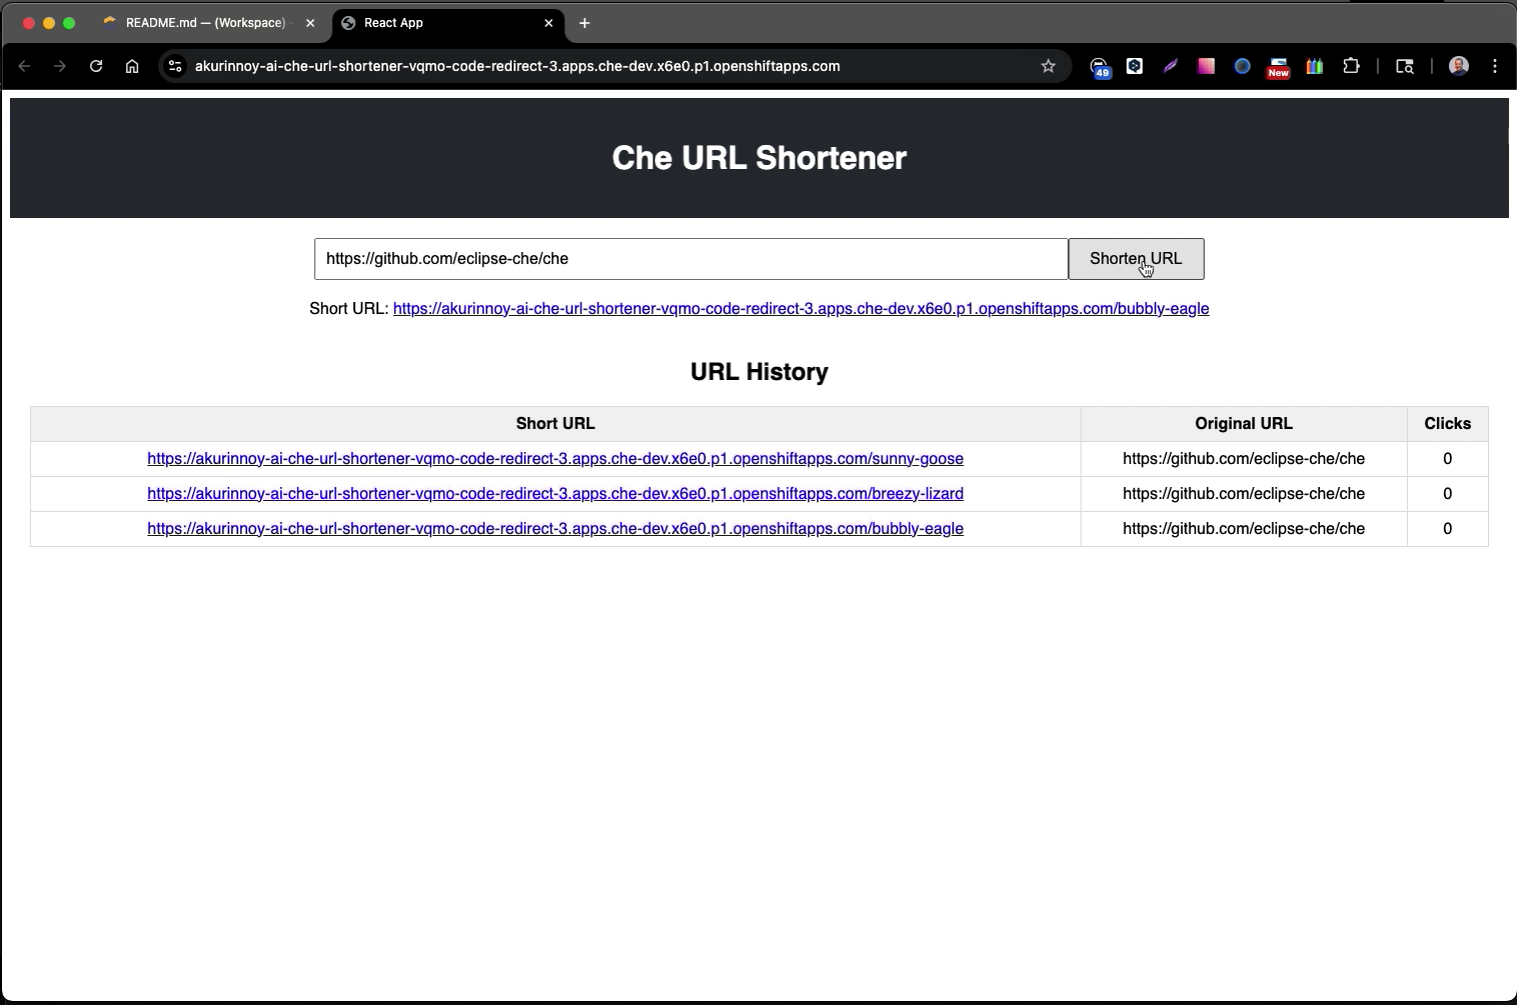 README.md — (Workspace)
React App
akurinnoy-ai-che-url-shortener-vqmo-code-redirect-3.apps.che-dev.x6e0.p1.openshiftapps.com
49
New
Che URL Shortener
https://github.com/eclipse-che/che
Shorten URL
Short URL: https://akurinnoy-ai-che-url-shortener-vqmo-code-redirect-3.apps.che-dev.x6e0.p1.openshiftapps.com/bubbly-eagle
URL History
Short URL Original URL Clicks
https://akurinnoy-ai-che-url-shortener-vqmo-code-redirect-3.apps.che-dev.x6e0.p1.openshiftapps.com/sunny-goose https://github.com/eclipse-che/che 0
https://akurinnoy-ai-che-url-shortener-vqmo-code-redirect-3.apps.che-dev.x6e0.p1.openshiftapps.com/breezy-lizard https://github.com/eclipse-che/che 0
https://akurinnoy-ai-che-url-shortener-vqmo-code-redirect-3.apps.che-dev.x6e0.p1.openshiftapps.com/bubbly-eagle https://github.com/eclipse-che/che 0